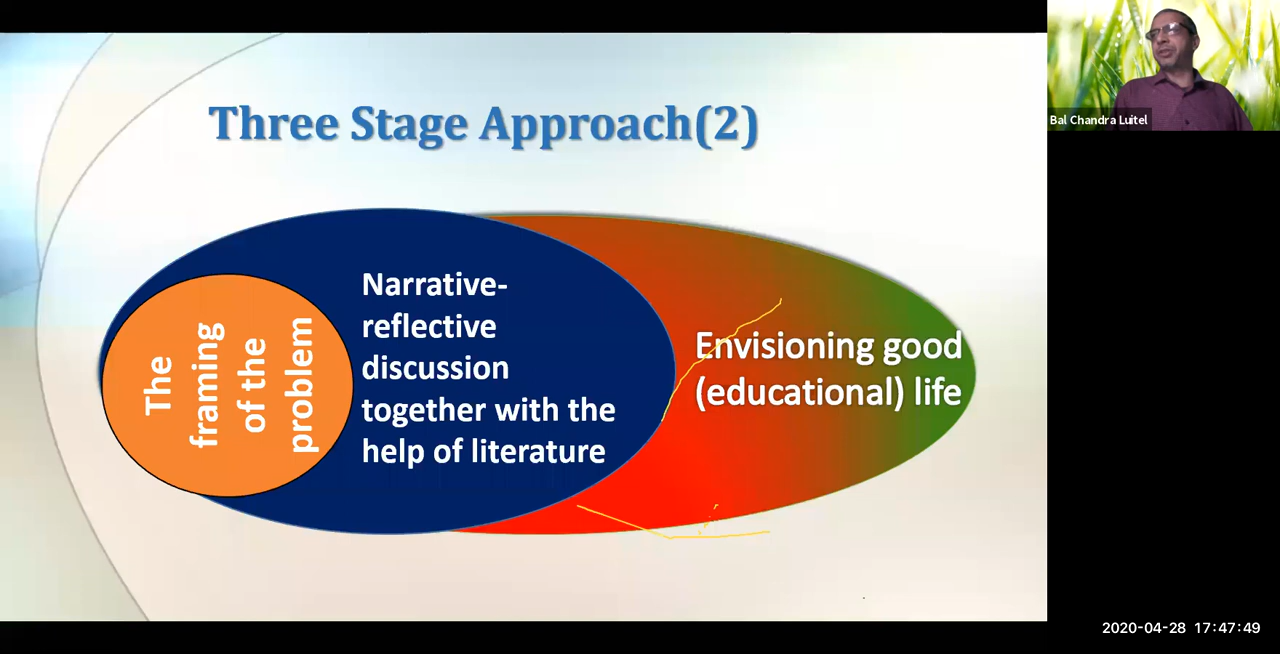 Three Stage Approach(2)
The
framing
of the
problem
Narrative-
reflective
discussion
together with the
help of literature
Envisioning good
(educational) life
Bal Chandra Luitel
2020-04-28 17:47:49